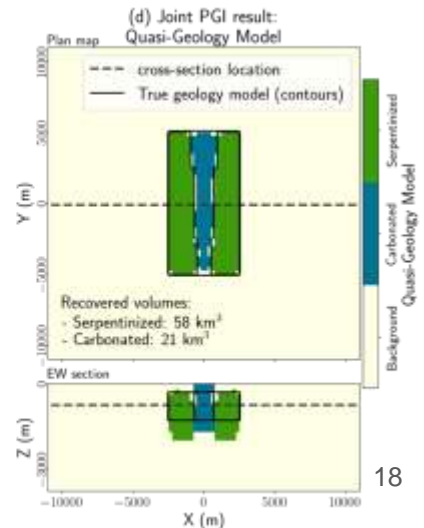 (d) Joint PGI result:
Quasi-Geology Model
Plan map
cross-section location
True geology model (contours)
10000
5000
0
−5000
−10000
Y (m)
Recovered volumes:
- Serpentinized: 58 km³
- Carbonated: 21 km³
Serpentinized
Carbonated
Background
Quasi-Geology Model
EW section
0
−5000
Z (m)
−10000 −5000 0 5000 10000
X (m)
18